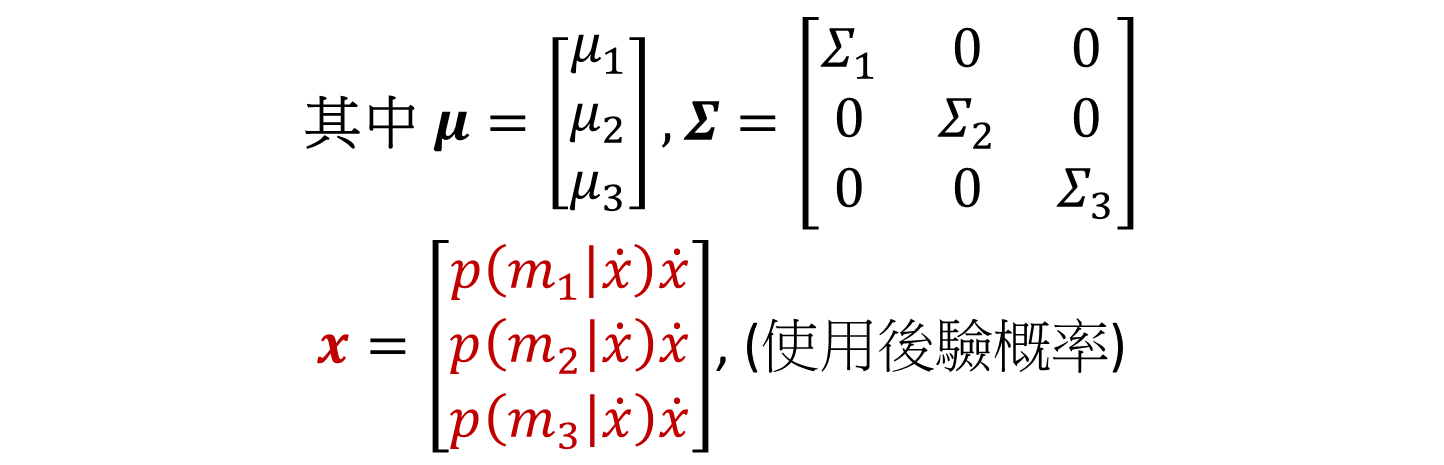 其中 𝝁 = [μ₁ μ₂ μ₃], 𝜮 = [Σ₁ 0 0; 0 Σ₂ 0; 0 0 Σ₃]
𝒙 = [p(m₁|ẋ)ẋ p(m₂|ẋ)ẋ p(m₃|ẋ)ẋ], (使用後驗概率)